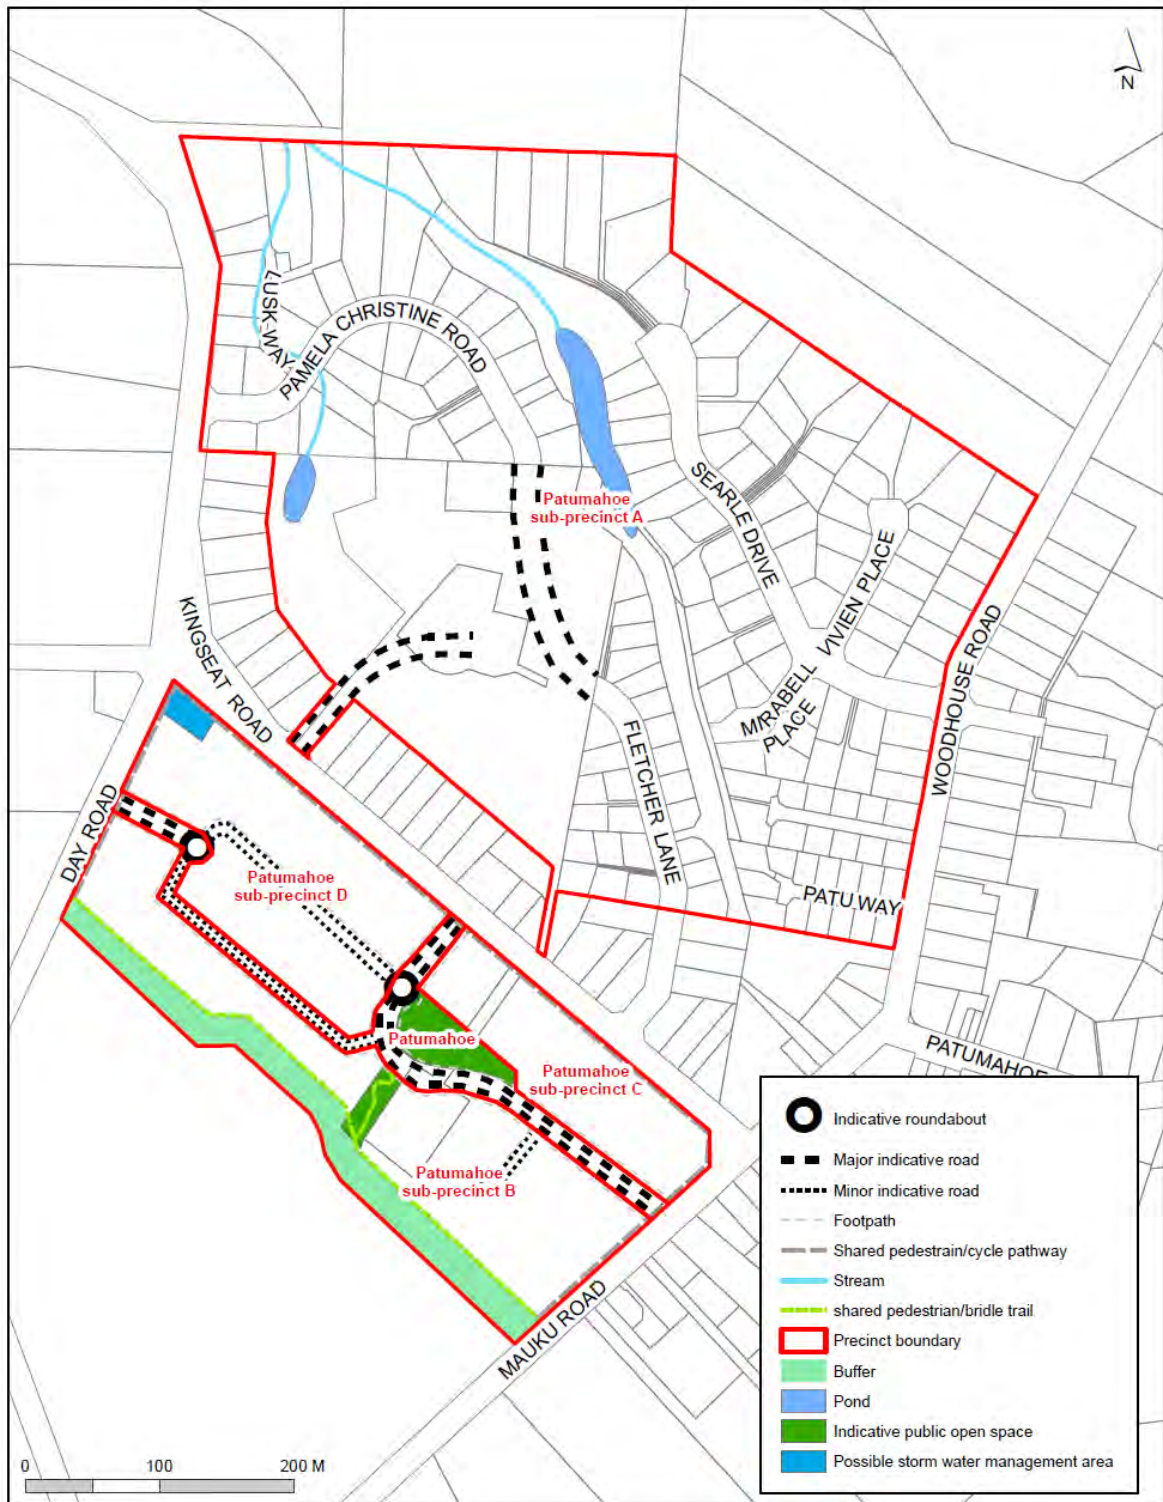 N
LUSK WAY
PAMELA CHRISTINE ROAD
Patumahoe
sub-precinct A
SEARLE DRIVE
VIVIEN PLACE
MIRABELL
PLACE
WOODHOUSE ROAD
KINGSEAT ROAD
FLETCHER LANE
PATU WAY
DAY ROAD
Patumahoe
sub-precinct D
Patumahoe
Patumahoe
sub-precinct C
Patumahoe
sub-precinct B
PATUMAHOE
MAUKU ROAD
Indicative roundabout
Major indicative road
Minor indicative road
Footpath
Shared pedestrain/cycle pathway
Stream
shared pedestrian/bridle trail
Precinct boundary
Buffer
Pond
Indicative public open space
Possible storm water management area
0 100 200 M